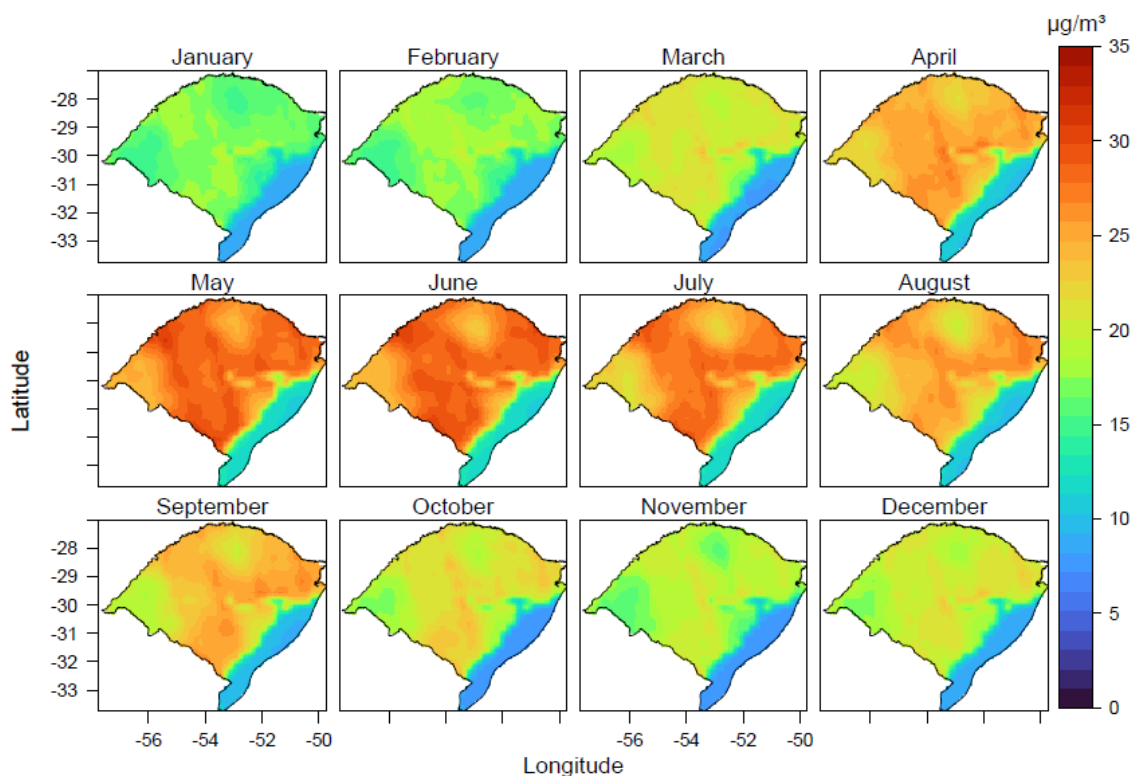 µg/m³
January February March April
35
30
25
20
15
10
5
0
-28
-29
-30
-31
-32
-33
May June July August
Latitude
September October November December
-28
-29
-30
-31
-32
-33
-56 -54 -52 -50 -56 -54 -52 -50
Longitude